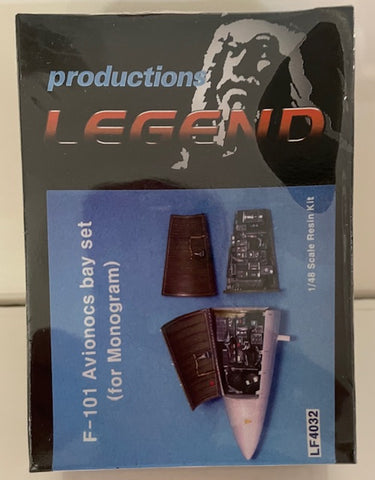 productions
LEGEND
F-101 Avionocs bay set
(for Monogram)
1/48 Scale Resin Kit
LF4032